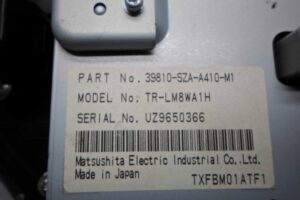 PART No. 39810-SZA-A410-M1
MODEL No: TR-LM8WA1H
SERIAL No. UZ9650366
Matsushita Electric Industrial Co.,Ltd.
Made in Japan
TXFBM01ATF1